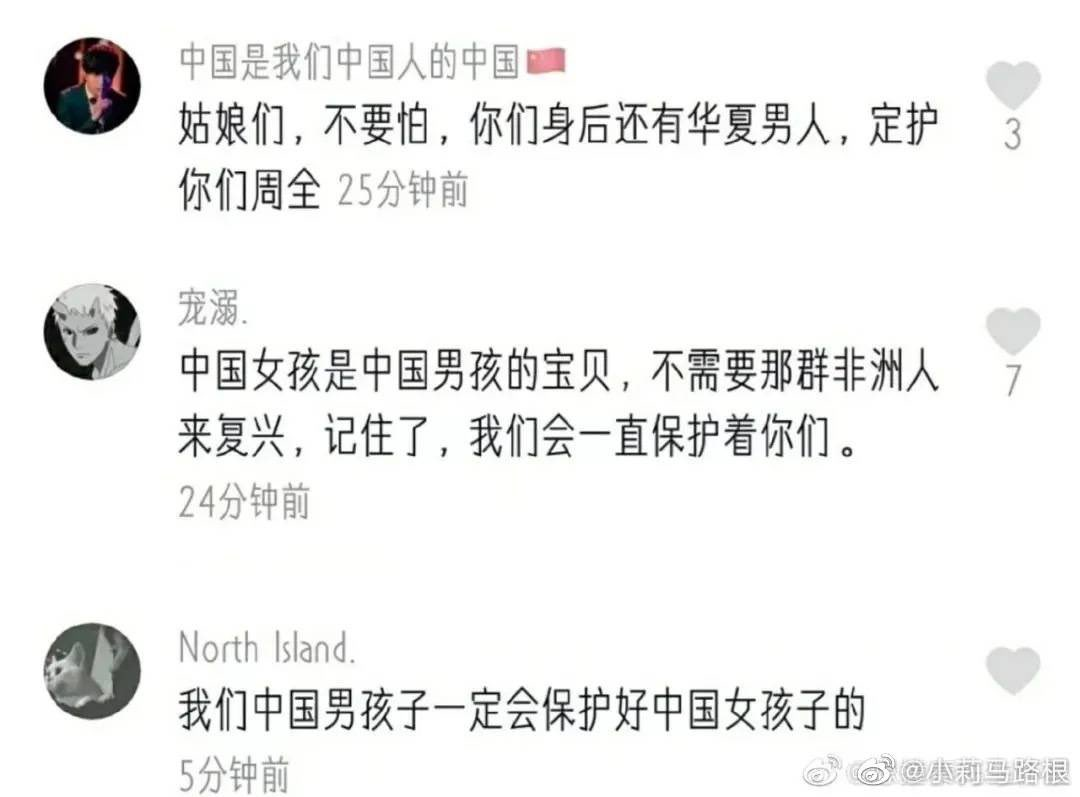 中国是我们中国人的中国🇨🇳
姑娘们，不要怕，你们身后还有华夏男人，定护
你们周全 25分钟前
3
宠溺.
中国女孩是中国男孩的宝贝，不需要那群非洲人
来复兴，记住了，我们会一直保护着你们。
7
24分钟前
North Island.
我们中国男孩子一定会保护好中国女孩子的
5分钟前
@小莉马路根